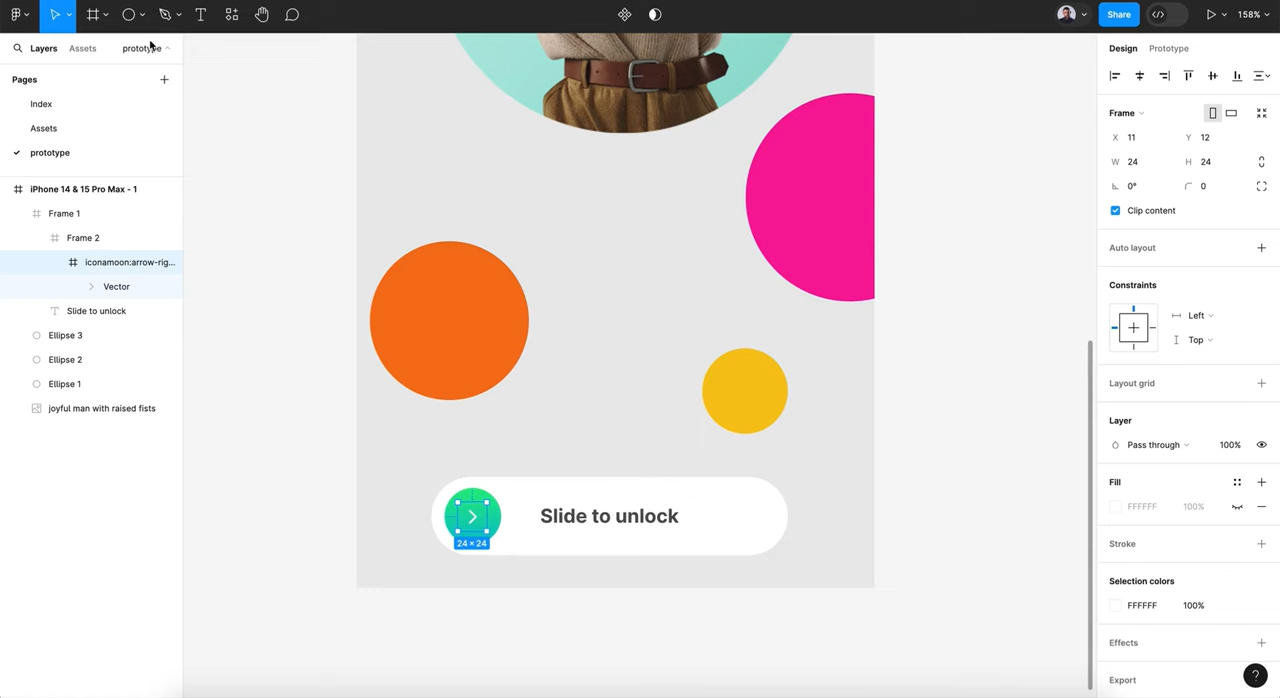 Share
158%
Layers
Assets
prototype
Pages
Index
Assets
prototype
iPhone 14 & 15 Pro Max - 1
Frame 1
Frame 2
iconamoon:arrow-rig...
Vector
Slide to unlock
Ellipse 3
Ellipse 2
Ellipse 1
joyful man with raised fists
Slide to unlock
24 × 24
Design
Prototype
Frame
X 11
Y 12
W 24
H 24
0°
0
Clip content
Auto layout
Constraints
Left
Top
Layout grid
Layer
Pass through
100%
Fill
FFFFFF
100%
Stroke
Selection colors
FFFFFF
100%
Effects
Export
?